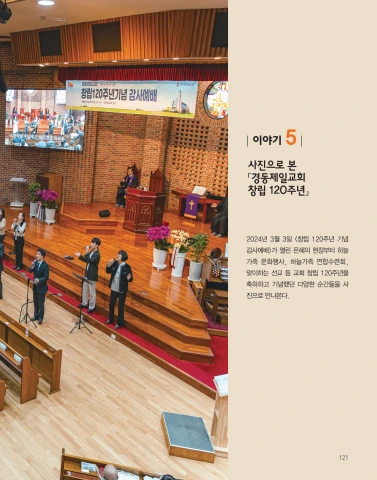 창립120주년기념 감사예배
| 이야기 5 |
사진으로 본
「경동제일교회
창립 120주년」
2024년 3월 3일 <창립 120주년 기념
감사예배>가 열린 은혜의 현장부터 하늘
가족 문화행사, 하늘가족 연합수련회,
맞이하는 선교 등 교회 창립 120주년을
축하하고 기념했던 다양한 순간들을 사
진으로 만나본다.
121